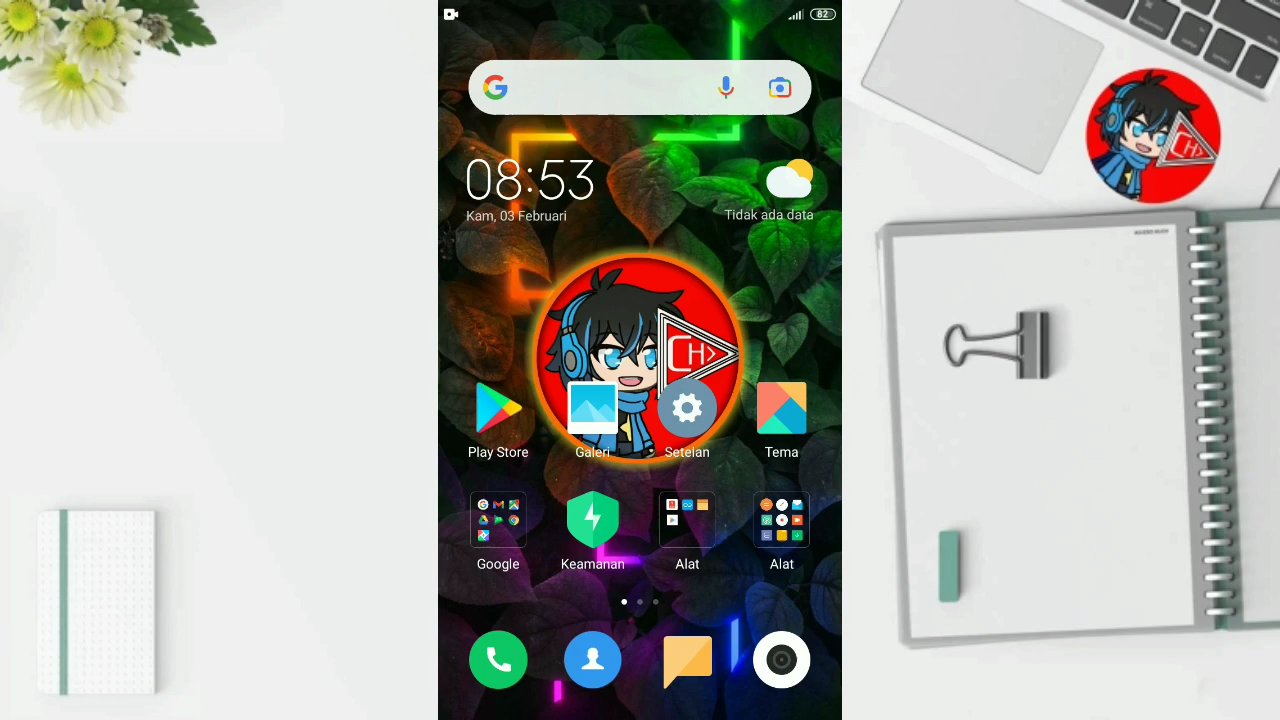 82
08:53
Kam, 03 Februari
Tidak ada data
CH
CH
Play Store
Galeri
Setelan
Tema
Google
Keamanan
Alat
Alat